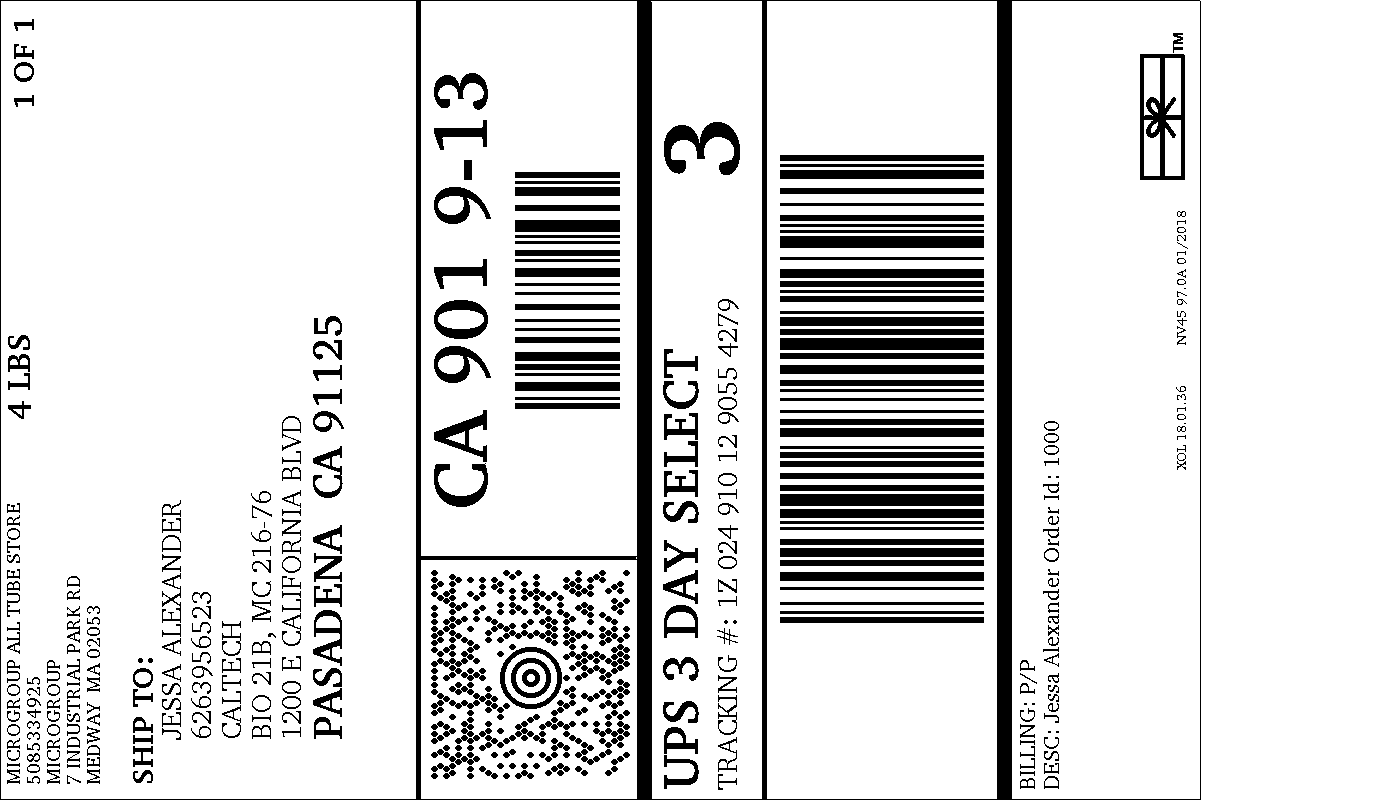 MICROGROUP ALL TUBE STORE
5085334925
MICROGROUP
7 INDUSTRIAL PARK RD
MEDWAY MA 02053
4 LBS
1 OF 1
SHIP TO:
JESSA ALEXANDER
6263956523
CALTECH
BIO 21B, MC 216-76
1200 E CALIFORNIA BLVD
PASADENA CA 91125
CA 901 9-13
UPS 3 DAY SELECT
3
TRACKING #: 1Z 024 910 12 9055 4279
BILLING: P/P
DESC: Jessa Alexander Order Id: 1000
XOL 18.01.36 NV45 97.0A 01/2018
TM